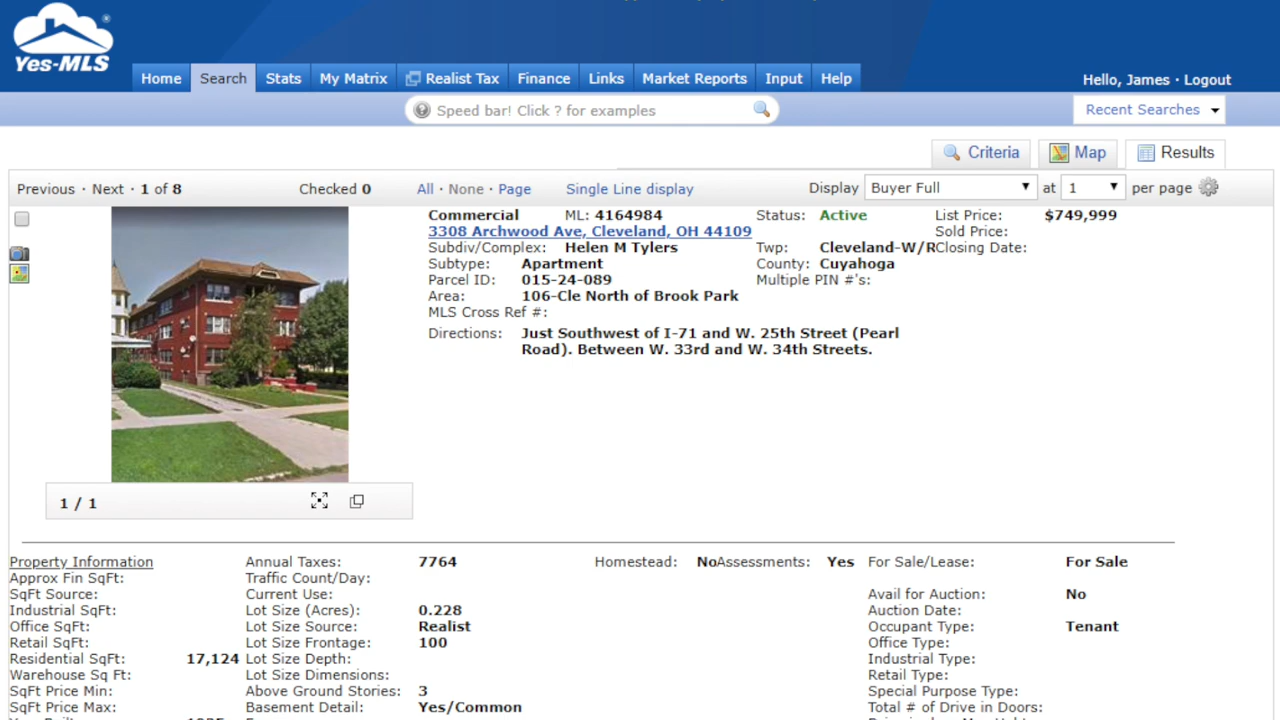 Yes-MLS
Home Search Stats My Matrix Realist Tax Finance Links Market Reports Input Help
Hello, James · Logout
Speed bar! Click ? for examples
Recent Searches
Criteria Map Results
Previous · Next · 1 of 8 Checked 0 All · None · Page Single Line display Display Buyer Full at 1 per page
Commercial ML: 4164984 Status: Active List Price: $749,999
3308 Archwood Ave, Cleveland, OH 44109 Sold Price:
Subdiv/Complex: Helen M Tylers Twp: Cleveland-W/R Closing Date:
Subtype: Apartment County: Cuyahoga
Parcel ID: 015-24-089 Multiple PIN #'s:
Area: 106-Cle North of Brook Park
MLS Cross Ref #:
Directions: Just Southwest of I-71 and W. 25th Street (Pearl
Road). Between W. 33rd and W. 34th Streets.
1 / 1
Property Information Annual Taxes: 7764 Homestead: No Assessments: Yes For Sale/Lease: For Sale
Approx Fin SqFt: Traffic Count/Day:
SqFt Source: Current Use: Avail for Auction: No
Industrial SqFt: Lot Size (Acres): 0.228 Auction Date:
Office SqFt: Lot Size Source: Realist Occupant Type: Tenant
Retail SqFt: Lot Size Frontage: 100 Office Type:
Residential SqFt: 17,124 Lot Size Depth: Industrial Type:
Warehouse Sq Ft: Lot Size Dimensions: Retail Type:
SqFt Price Min: Above Ground Stories: 3 Special Purpose Type:
SqFt Price Max: Basement Detail: Yes/Common Total # of Drive in Doors: